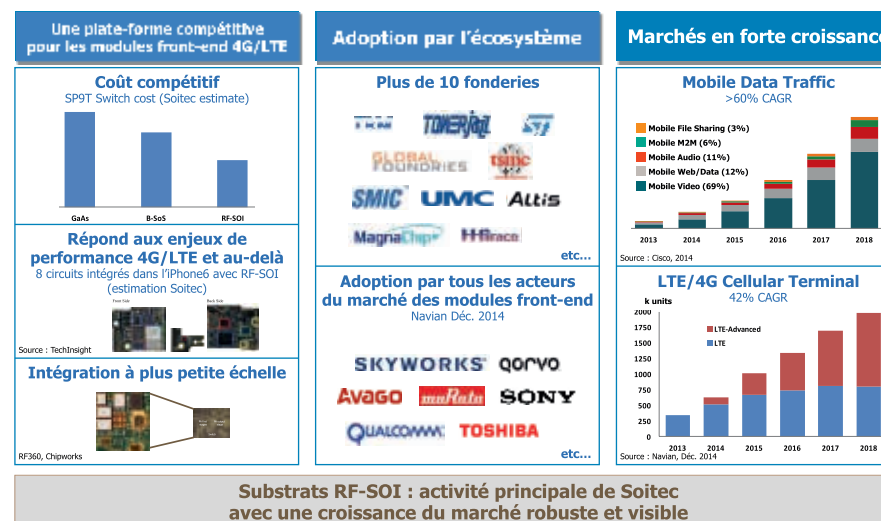 Une plate-forme compétitive
pour les modules front-end 4G/LTE
Coût compétitif
SP9T Switch cost (Soitec estimate)
GaAs B-SoS RF-SOI
Répond aux enjeux de
performance 4G/LTE et au-delà
8 circuits intégrés dans l'iPhone6 avec RF-SOI
(estimation Soitec)
Front Side Back Side
Source : TechInsight
Intégration à plus petite échelle
RF360, Chipworks
Adoption par l'écosystème
Plus de 10 fonderies
TOWERJAZZ ST
GLOBAL
FOUNDRIES tsmc
SMIC UMC Altis
MagnaChip HHGrace
etc...
Adoption par tous les acteurs
du marché des modules front-end
Navian Déc. 2014
SKYWORKS QORVO
AVAGO muRata SONY
QUALCOMM TOSHIBA
etc...
Marchés en forte croissance
Mobile Data Traffic
>60% CAGR
Mobile File Sharing (3%)
Mobile M2M (6%)
Mobile Audio (11%)
Mobile Web/Data (12%)
Mobile Video (69%)
2013 2014 2015 2016 2017 2018
Source : Cisco, 2014
LTE/4G Cellular Terminal
42% CAGR
k units
2000
1750
1500
1250
1000
750
500
250
0
LTE-Advanced
LTE
2013 2014 2015 2016 2017 2018
Source : Navian, Déc. 2014
Substrats RF-SOI : activité principale de Soitec
avec une croissance du marché robuste et visible